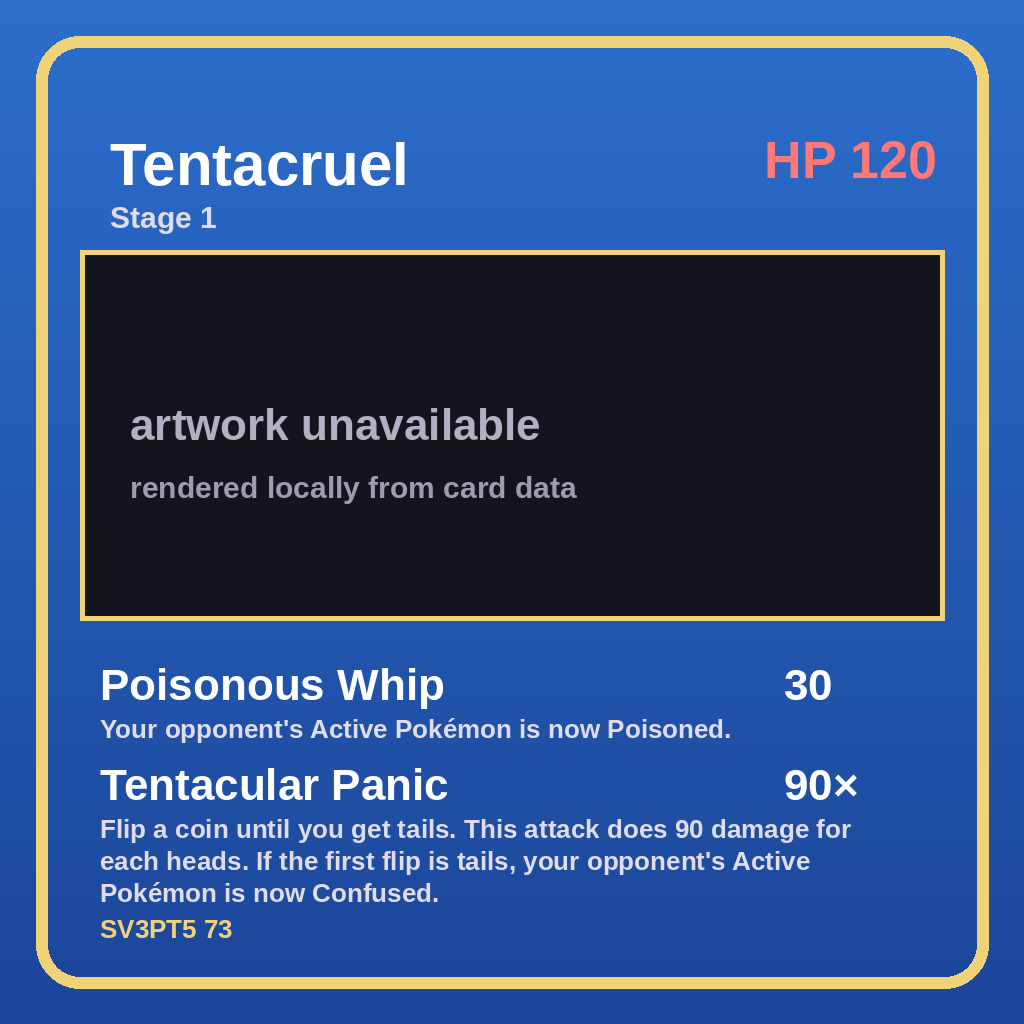 Tentacruel
HP 120
Stage 1
artwork unavailable
rendered locally from card data
Poisonous Whip 30
Your opponent's Active Pokémon is now Poisoned.
Tentacular Panic 90×
Flip a coin until you get tails. This attack does 90 damage for
each heads. If the first flip is tails, your opponent's Active
Pokémon is now Confused.
SV3PT5 73